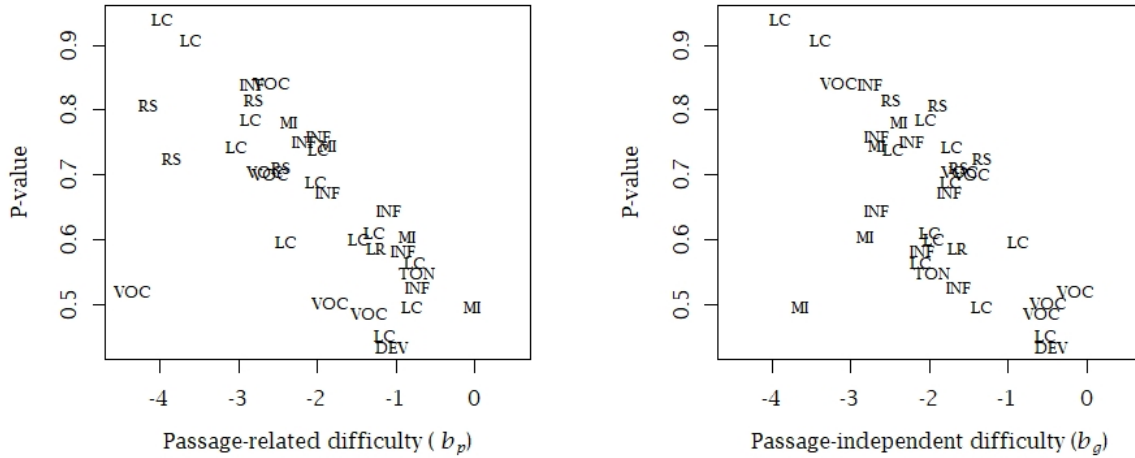 LC
LC
INF VOC
RS
RS
LC
MI
INF
INF MI
LC
LC
RS
VOC RS
VOC
LC
INF
INF
LC
LC
LC
MI
LR
INF
LC
TON
INF
VOC
VOC
LC
MI
VOC
LC
DEV
0.5 0.6 0.7 0.8 0.9
P-value
-4 -3 -2 -1 0
Passage-related difficulty ( bp)
LC
LC
VOC INF
RS
RS
MI
LC
INF
INF
MI
LC
LC
RS
RS
VOC
VOC
LC
INF
INF
MI
LC
LC
LC
LR
INF
LC
TON
INF
VOC
MI
LC
VOC
VOC
LC
DEV
0.5 0.6 0.7 0.8 0.9
P-value
-4 -3 -2 -1 0
Passage-independent difficulty (bg)